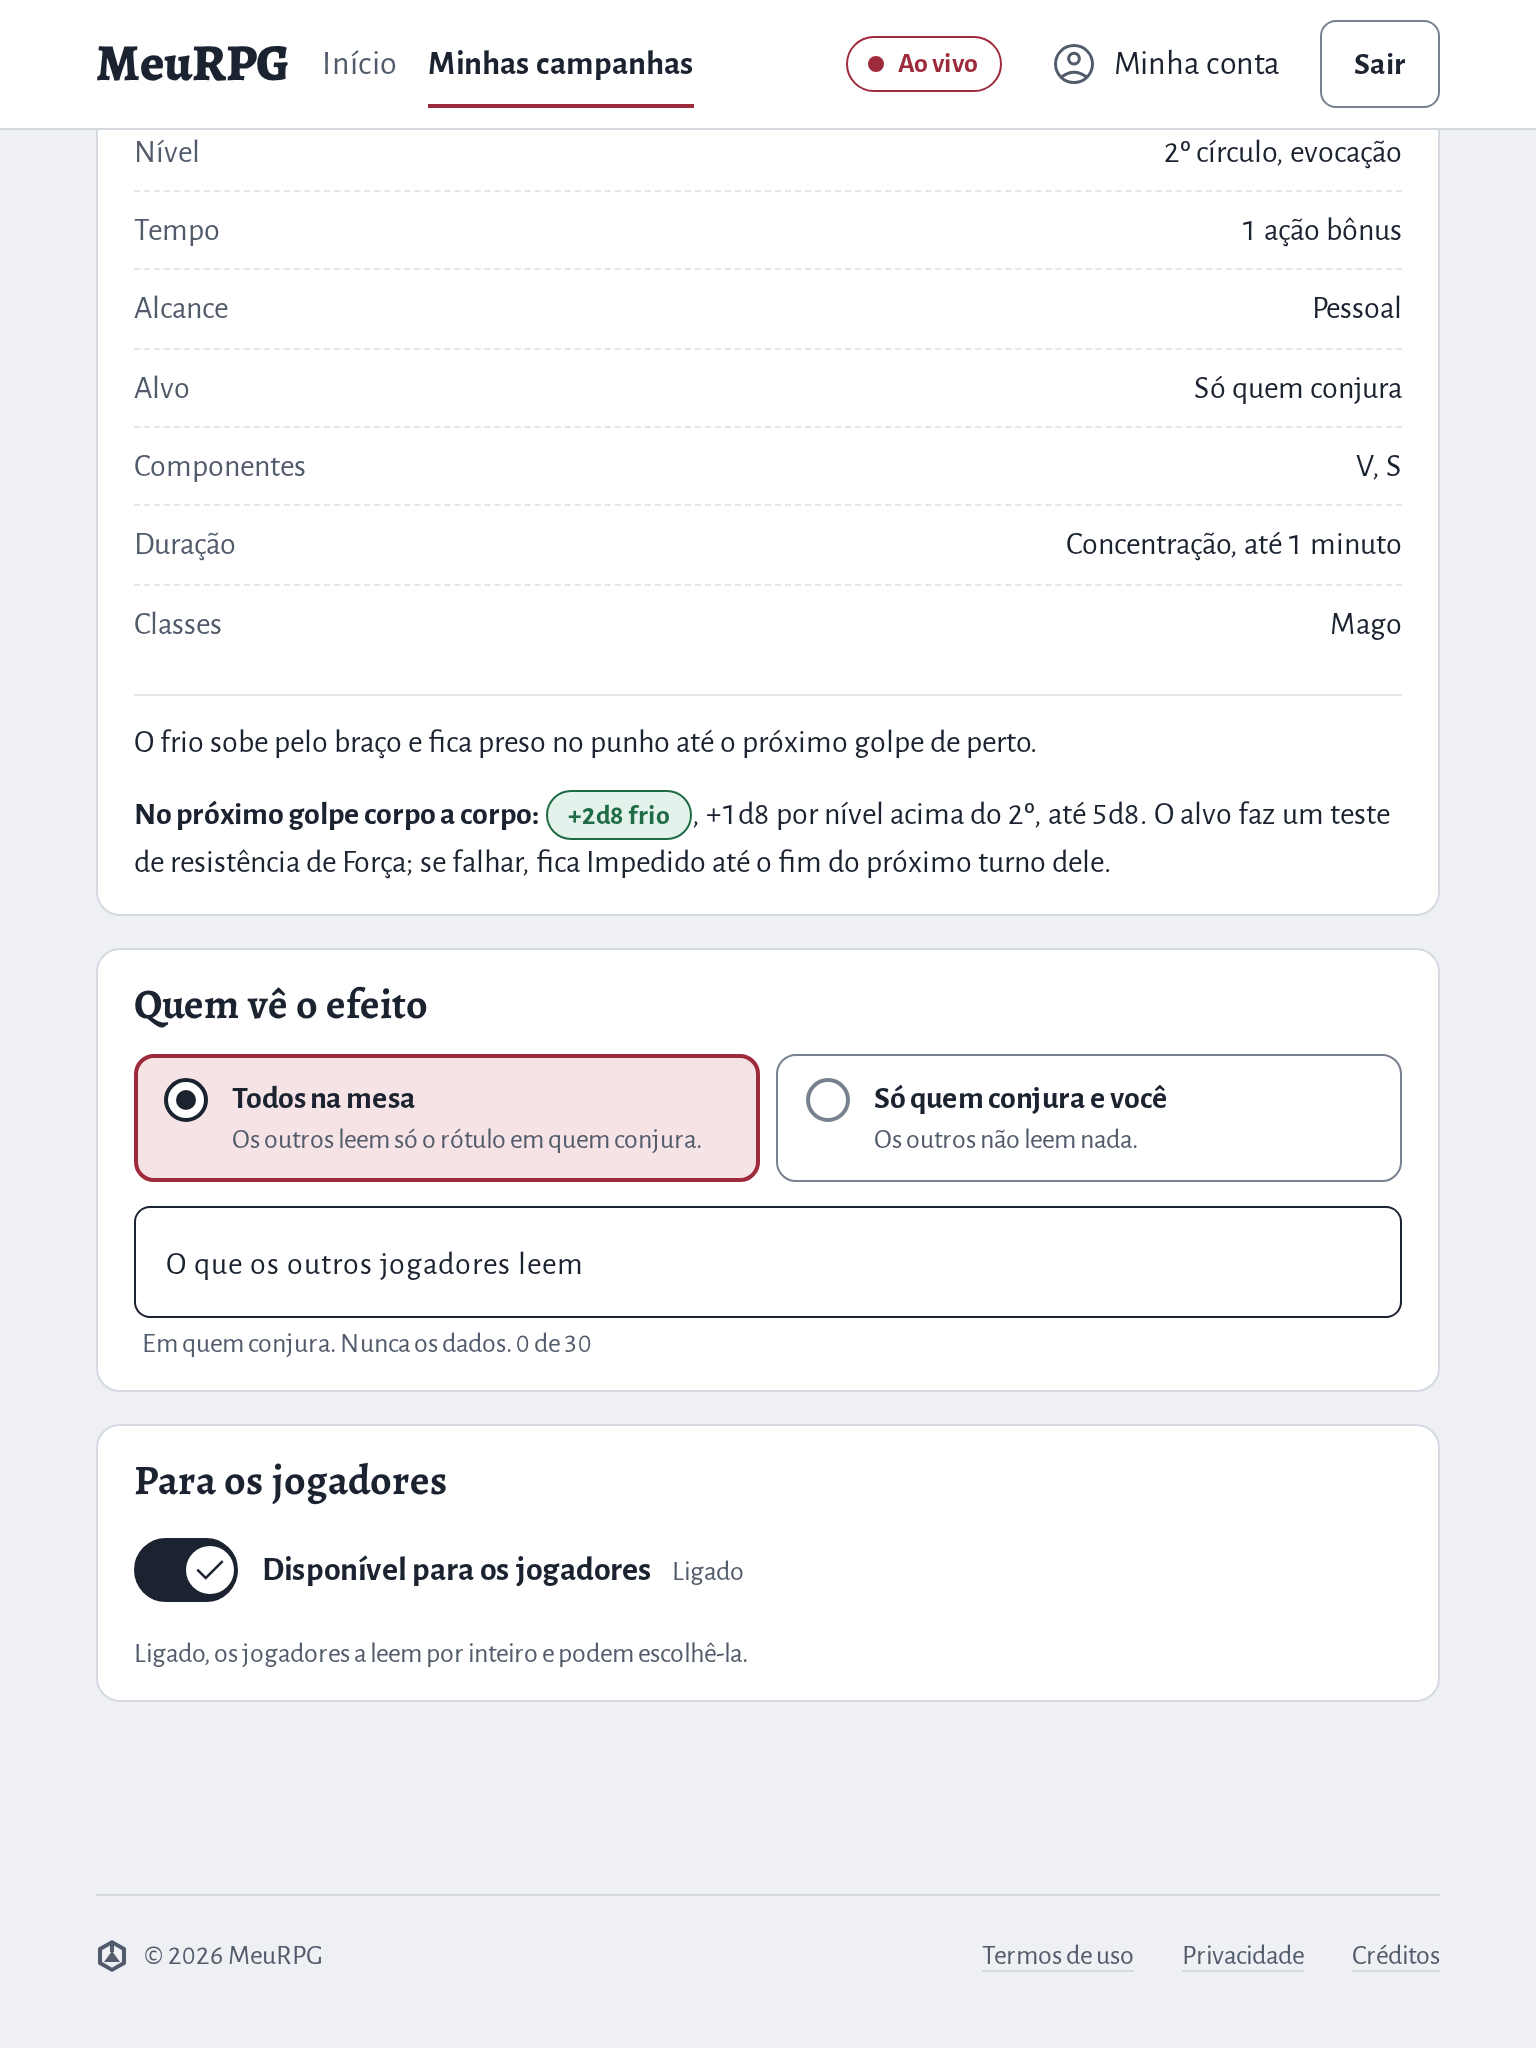 MeuRPG Início Minhas campanhas Ao vivo Minha conta Sair
Nível 2º círculo, evocação
Tempo 1 ação bônus
Alcance Pessoal
Alvo Só quem conjura
Componentes V, S
Duração Concentração, até 1 minuto
Classes Mago
O frio sobe pelo braço e fica preso no punho até o próximo golpe de perto.
No próximo golpe corpo a corpo: +2d8 frio, +1d8 por nível acima do 2º, até 5d8. O alvo faz um teste
de resistência de Força; se falhar, fica Impedido até o fim do próximo turno dele.
Quem vê o efeito
Todos na mesa
Os outros leem só o rótulo em quem conjura.
Só quem conjura e você
Os outros não leem nada.
O que os outros jogadores leem
Em quem conjura. Nunca os dados. 0 de 30
Para os jogadores
Disponível para os jogadores Ligado
Ligado, os jogadores a leem por inteiro e podem escolhê-la.
© 2026 MeuRPG Termos de uso Privacidade Créditos